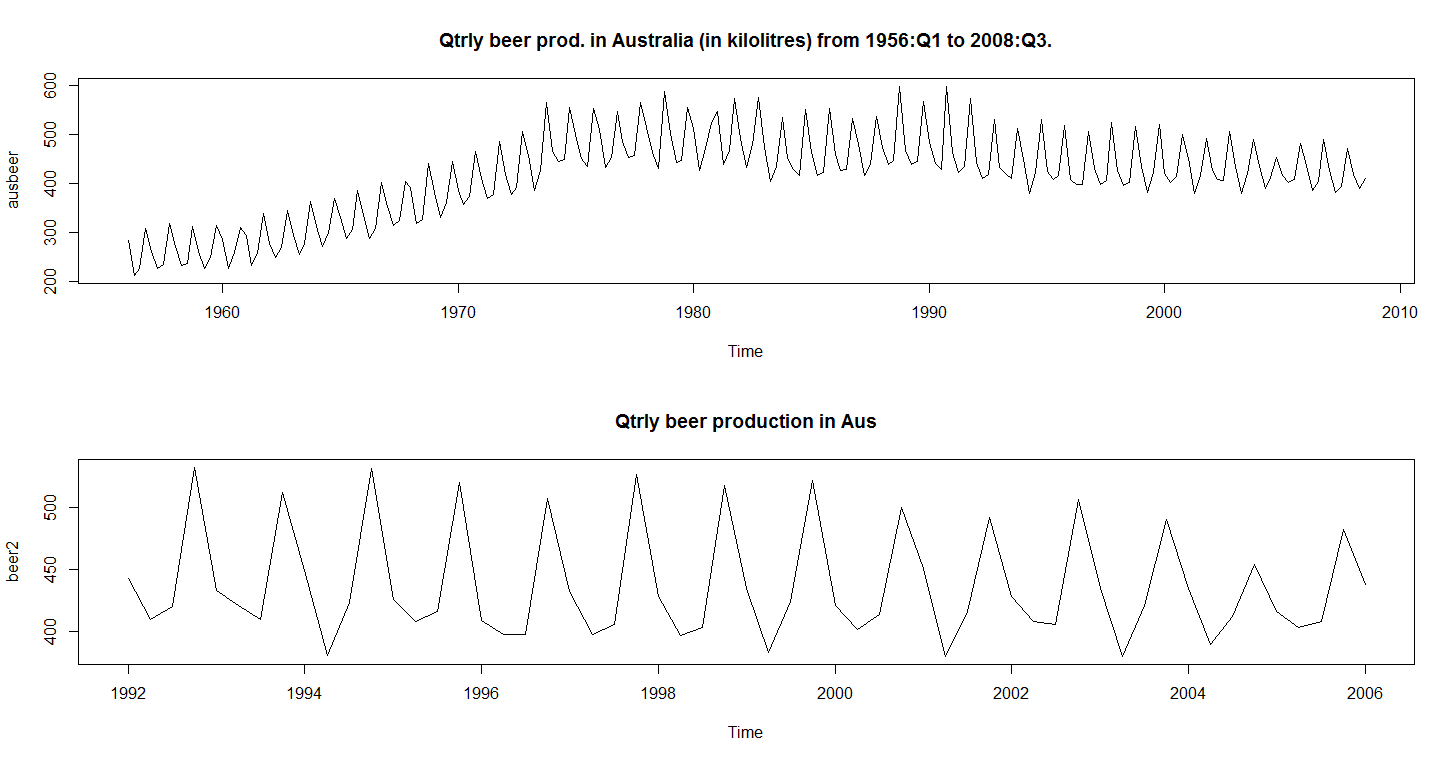 Qtrly beer prod. in Australia (in kilolitres) from 1956:Q1 to 2008:Q3.
ausbeer
600
500
400
300
200
1960 1970 1980 1990 2000 2010
Time
Qtrly beer production in Aus
beer2
500
450
400
1992 1994 1996 1998 2000 2002 2004 2006
Time